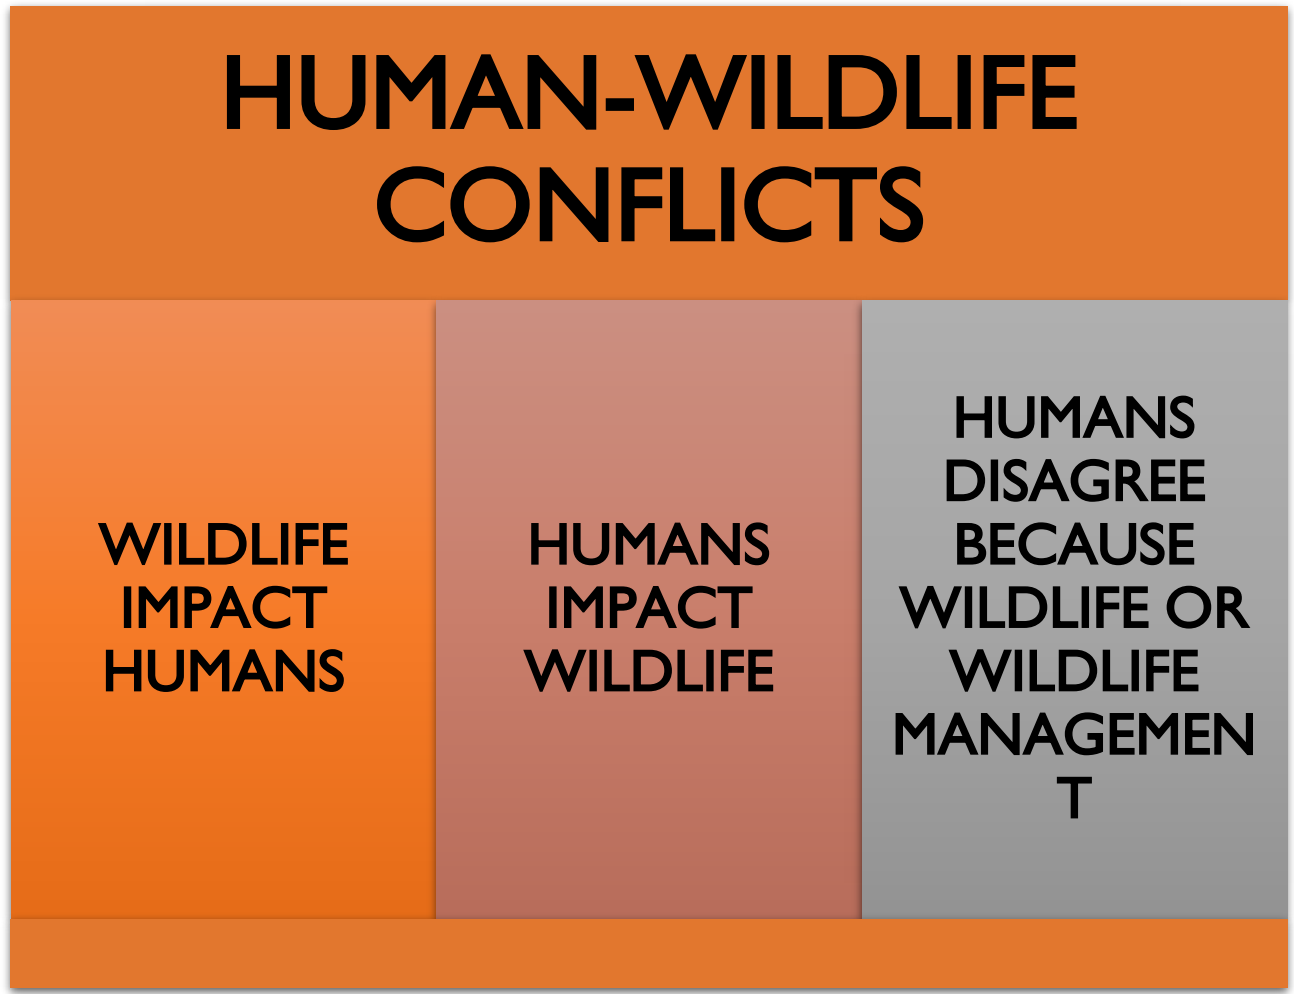 HUMAN-WILDLIFE
CONFLICTS
WILDLIFE
IMPACT
HUMANS
HUMANS
IMPACT
WILDLIFE
HUMANS
DISAGREE
BECAUSE
WILDLIFE OR
WILDLIFE
MANAGEMEN
T